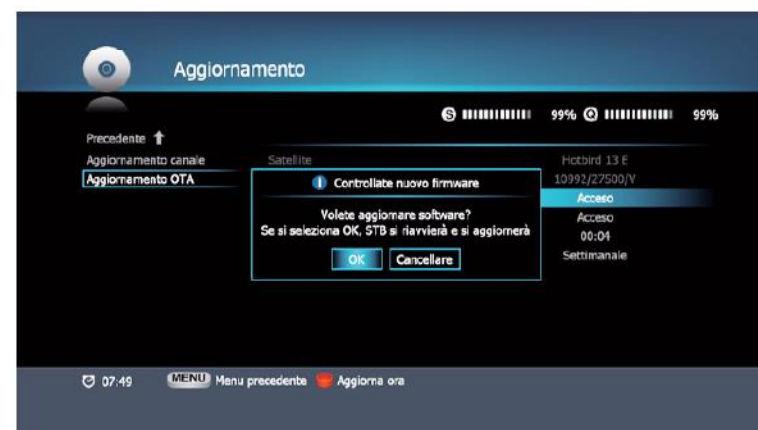 Aggiornamento
S 99% Q 99%
Precedente
Aggiornamento canale Satellite Hotbird 13 E
Aggiornamento OTA 10992/27500/V
Controllate nuovo firmware
Acceso
Volete aggiornare software?
Acceso
Se si seleziona OK, STB si riavvierà e si aggiornerà
00:04
OK Cancellare
Settimanale
07:49 MENU Menu precedente Aggiorna ora